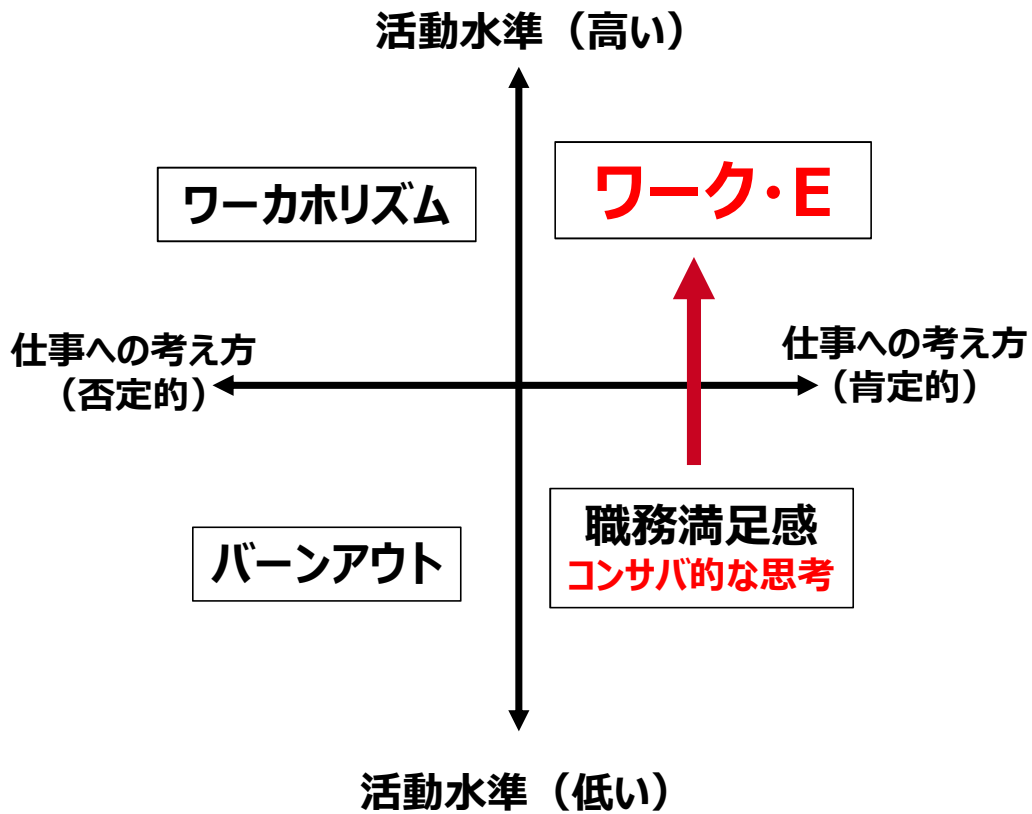 活動水準（高い）
ワーカホリズム
ワーク・E
仕事への考え方
（否定的）
仕事への考え方
（肯定的）
バーンアウト
職務満足感
コンサバ的な思考
活動水準（低い）